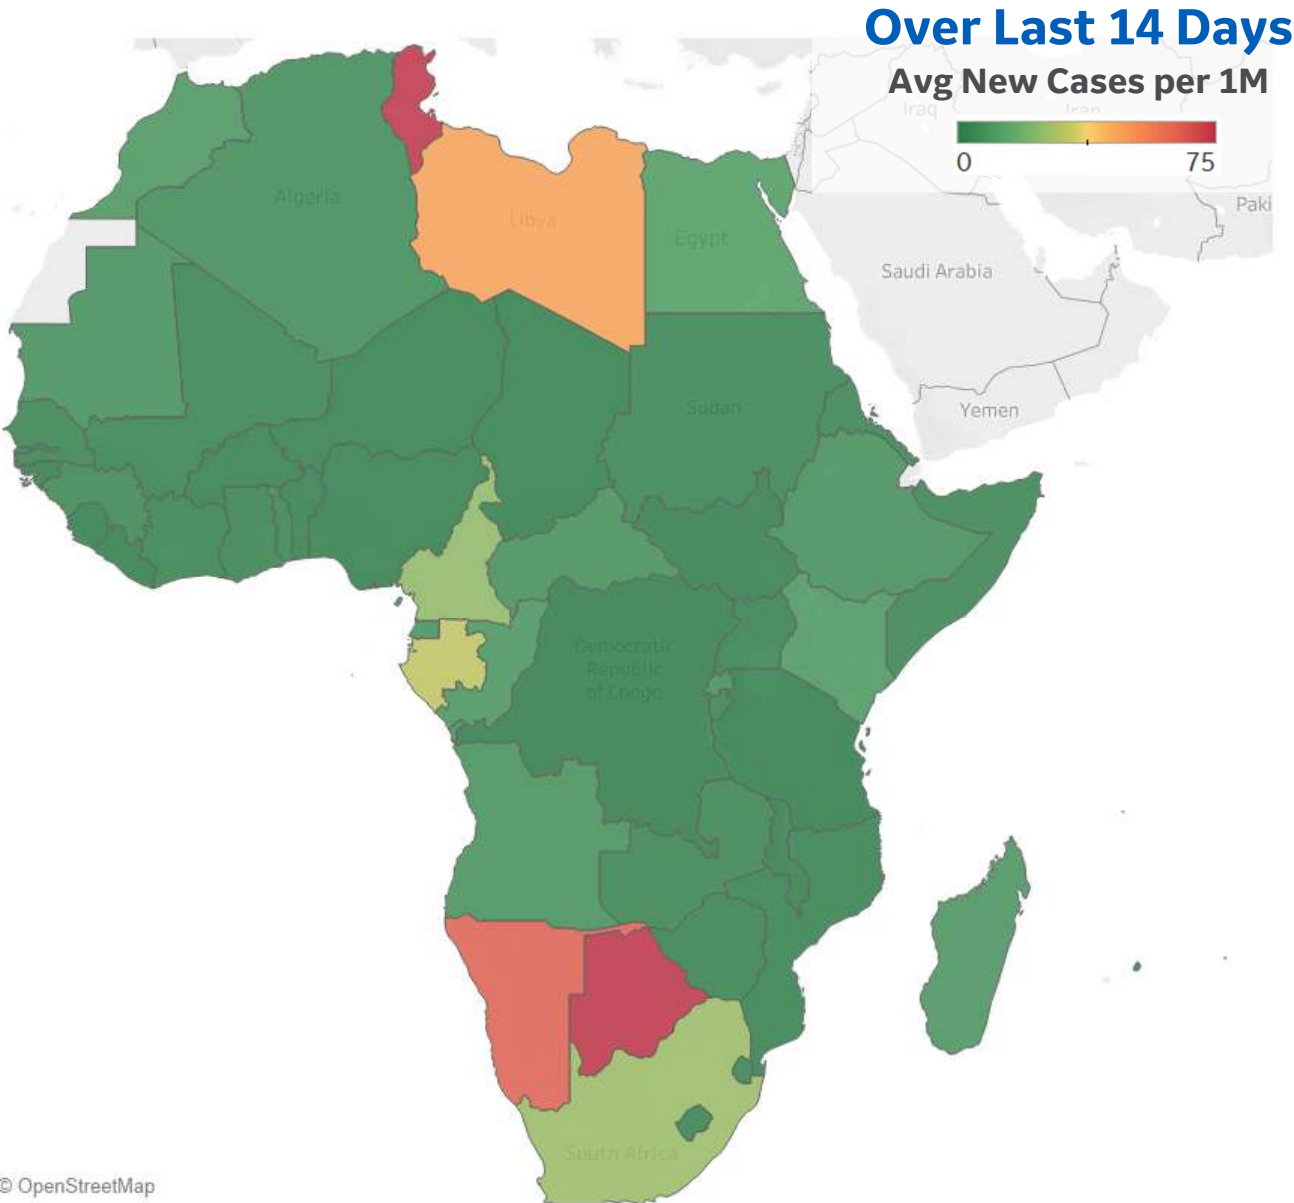 Over Last 14 Days
Avg New Cases per 1M
Iraq
Iran
0
75
Paki
Algeria
Libya
Egypt
Saudi Arabia
Sudan
Yemen
Democratic
Republic
of Congo
South Africa
© OpenStreetMap